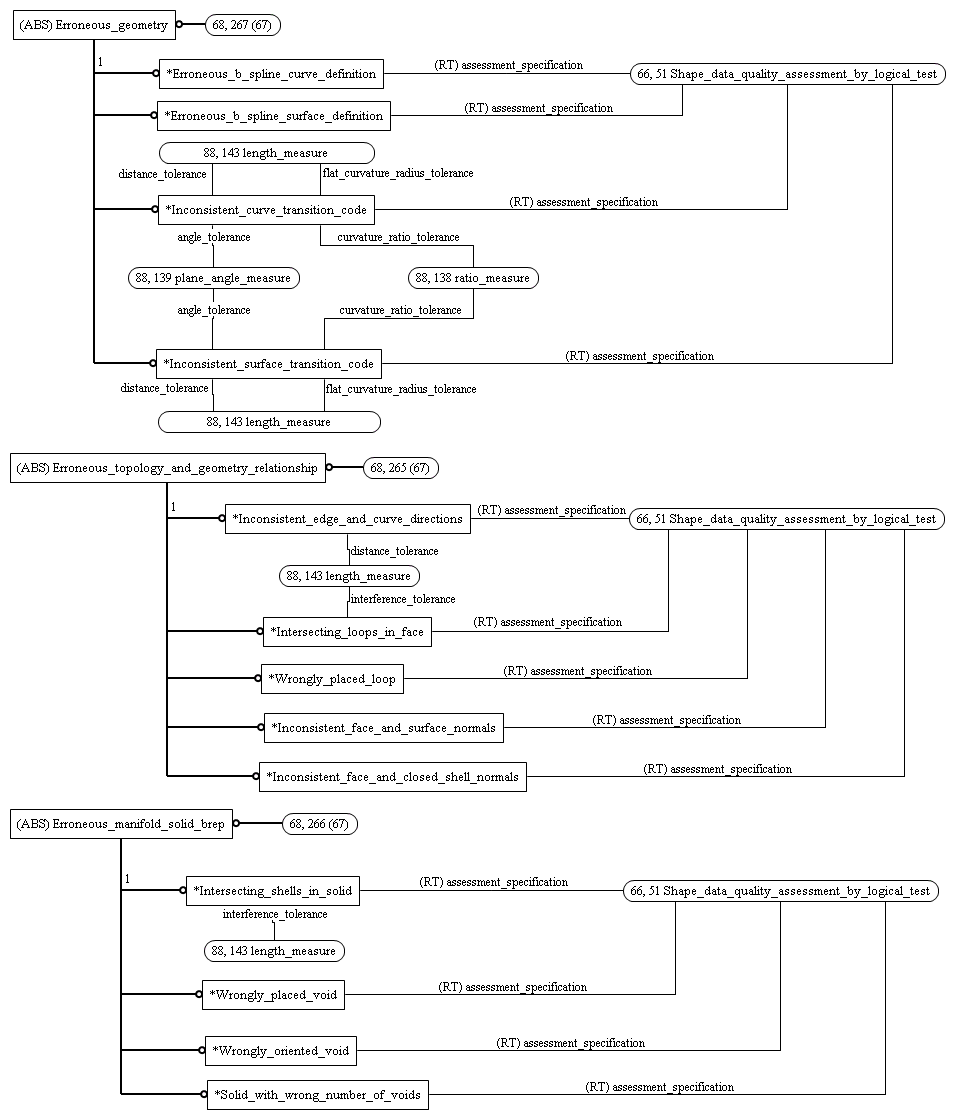 (ABS) Erroneous_geometry
68, 267 (67)
1
*Erroneous_b_spline_curve_definition
(RT) assessment_specification
66, 51 Shape_data_quality_assessment_by_logical_test
*Erroneous_b_spline_surface_definition
(RT) assessment_specification
88, 143 length_measure
distance_tolerance
flat_curvature_radius_tolerance
*Inconsistent_curve_transition_code
(RT) assessment_specification
angle_tolerance
curvature_ratio_tolerance
88, 139 plane_angle_measure
88, 138 ratio_measure
angle_tolerance
curvature_ratio_tolerance
*Inconsistent_surface_transition_code
(RT) assessment_specification
distance_tolerance
flat_curvature_radius_tolerance
88, 143 length_measure
(ABS) Erroneous_topology_and_geometry_relationship
68, 265 (67)
1
*Inconsistent_edge_and_curve_directions
(RT) assessment_specification
66, 51 Shape_data_quality_assessment_by_logical_test
distance_tolerance
88, 143 length_measure
interference_tolerance
*Intersecting_loops_in_face
(RT) assessment_specification
*Wrongly_placed_loop
(RT) assessment_specification
*Inconsistent_face_and_surface_normals
(RT) assessment_specification
*Inconsistent_face_and_closed_shell_normals
(RT) assessment_specification
(ABS) Erroneous_manifold_solid_brep
68, 266 (67)
1
*Intersecting_shells_in_solid
(RT) assessment_specification
66, 51 Shape_data_quality_assessment_by_logical_test
interference_tolerance
88, 143 length_measure
*Wrongly_placed_void
(RT) assessment_specification
*Wrongly_oriented_void
(RT) assessment_specification
*Solid_with_wrong_number_of_voids
(RT) assessment_specification